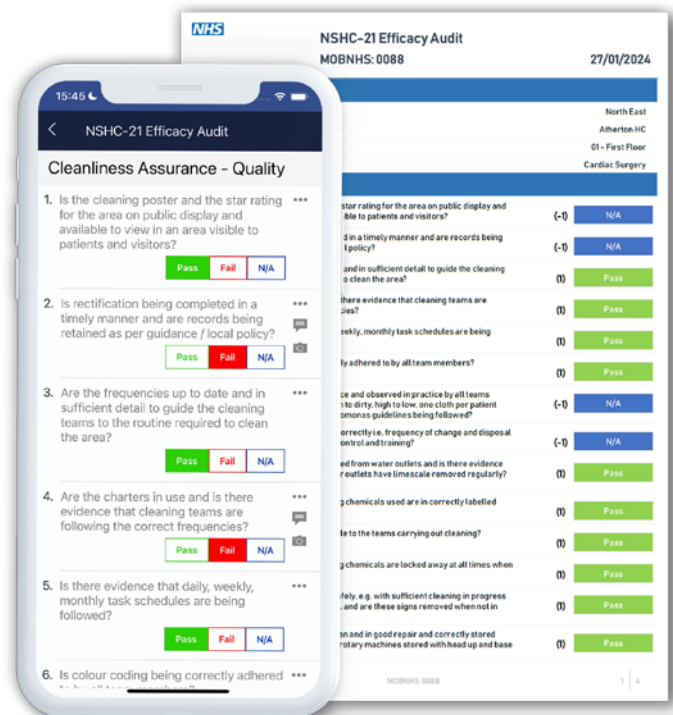 NHS
NSHC-21 Efficacy Audit
MOBNHS: 0088
27/01/2024
North East
Atherton HC
01 - First Floor
Cardiac Surgery
star rating for the area on public display and
ible to patients and visitors?
(-1)
N/A
d in a timely manner and are records being
l policy?
(-1)
N/A
and in sufficient detail to guide the cleaning
o clean the area?
(1)
Pass
there evidence that cleaning teams are
cies?
(1)
Pass
eekly, monthly task schedules are being
(1)
Pass
ly adhered to by all team members?
(1)
Pass
ce and observed in practice by all teams
n to dirty, high to low, one cloth per patient
omonas guidelines being followed?
(-1)
N/A
orrectly i.e. frequency of change and disposal
ontrol and training?
(-1)
N/A
ed from water outlets and is there evidence
r outlets have limescale removed regularly?
(1)
Pass
g chemicals used are in correctly labelled
(1)
Pass
le to the teams carrying out cleaning?
(1)
Pass
g chemicals are locked away at all times when
(1)
Pass
fely, e.g. with sufficient cleaning in progress
, and are these signs removed when not in
(1)
Pass
an and in good repair and correctly stored
rotary machines stored with head up and base
(1)
Pass
MOBNHS: 0088
1 | 4
15:45
NSHC-21 Efficacy Audit
Cleanliness Assurance - Quality
1. Is the cleaning poster and the star rating
for the area on public display and
available to view in an area visible to
patients and visitors?
Pass Fail N/A
2. Is rectification being completed in a
timely manner and are records being
retained as per guidance / local policy?
Pass Fail N/A
3. Are the frequencies up to date and in
sufficient detail to guide the cleaning
teams to the routine required to clean
the area?
Pass Fail N/A
4. Are the charters in use and is there
evidence that cleaning teams are
following the correct frequencies?
Pass Fail N/A
5. Is there evidence that daily, weekly,
monthly task schedules are being
followed?
Pass Fail N/A
6. Is colour coding being correctly adhered
to by all team members?